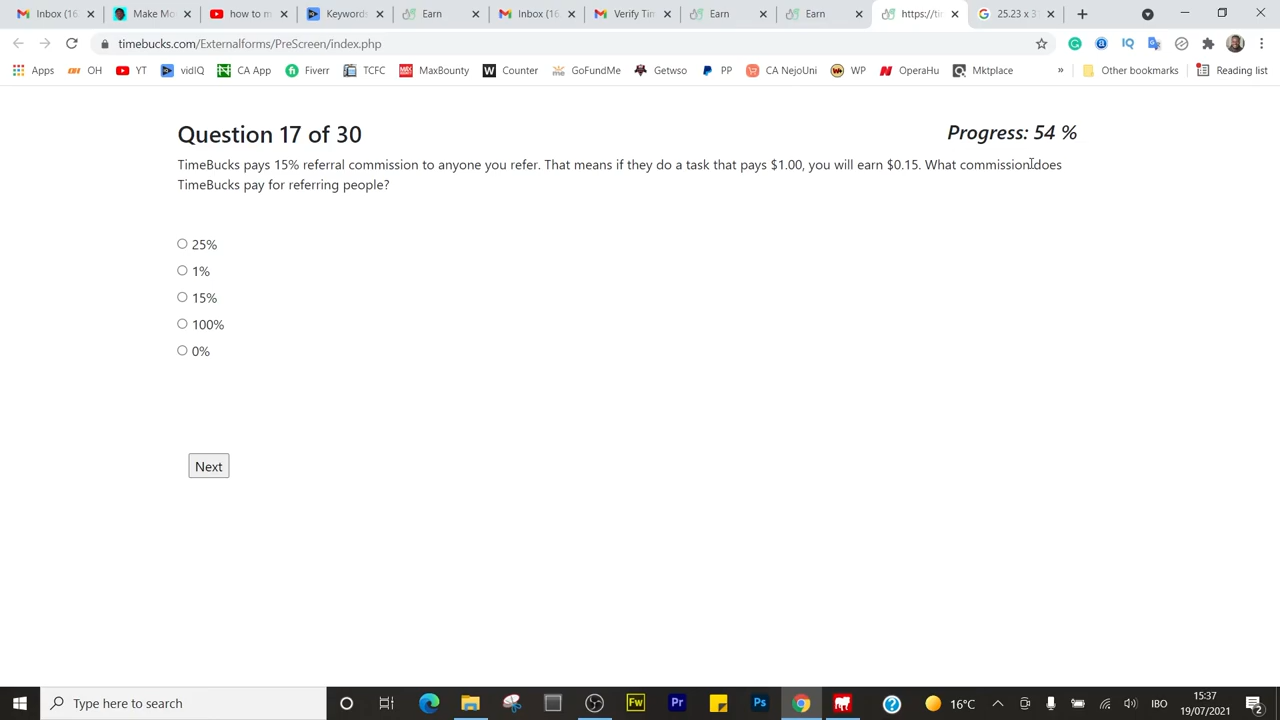 Inbox (16.
Make Mo
how to m
Keywords
Earn
Inbox (16
Verify T
Earn
Earn
https://tir
25.23 x 3
timebucks.com/Externalforms/PreScreen/index.php
Apps
OH
YT
vidIQ
CA App
Fiverr
TCFC
MaxBounty
Counter
GoFundMe
Getwso
PP
CA NejoUni
WP
OperaHu
Mktplace
»
Other bookmarks
Reading list
Question 17 of 30
Progress: 54 %
TimeBucks pays 15% referral commission to anyone you refer. That means if they do a task that pays $1.00, you will earn $0.15. What commission does
TimeBucks pay for referring people?
25%
1%
15%
100%
0%
Next
Type here to search
16°C
IBO
15:37
19/07/2021
2